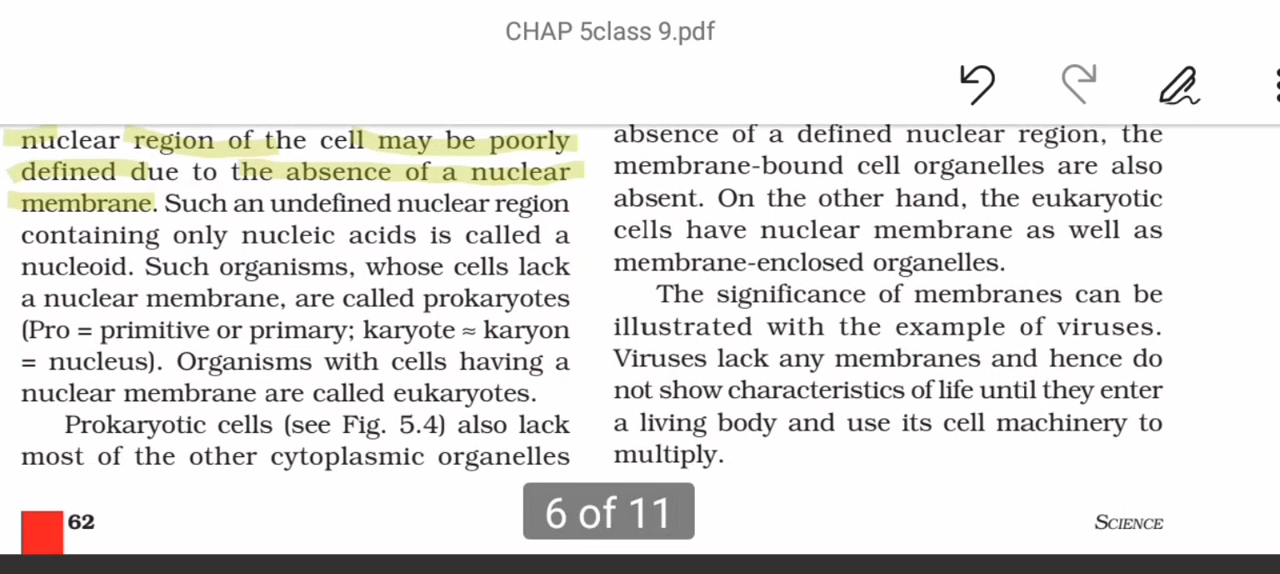 CHAP 5class 9.pdf
nuclear region of the cell may be poorly
defined due to the absence of a nuclear
membrane. Such an undefined nuclear region
containing only nucleic acids is called a
nucleoid. Such organisms, whose cells lack
a nuclear membrane, are called prokaryotes
(Pro = primitive or primary; karyote ≈ karyon
= nucleus). Organisms with cells having a
nuclear membrane are called eukaryotes.
Prokaryotic cells (see Fig. 5.4) also lack
most of the other cytoplasmic organelles
absence of a defined nuclear region, the
membrane-bound cell organelles are also
absent. On the other hand, the eukaryotic
cells have nuclear membrane as well as
membrane-enclosed organelles.
The significance of membranes can be
illustrated with the example of viruses.
Viruses lack any membranes and hence do
not show characteristics of life until they enter
a living body and use its cell machinery to
multiply.
62
6 of 11
SCIENCE